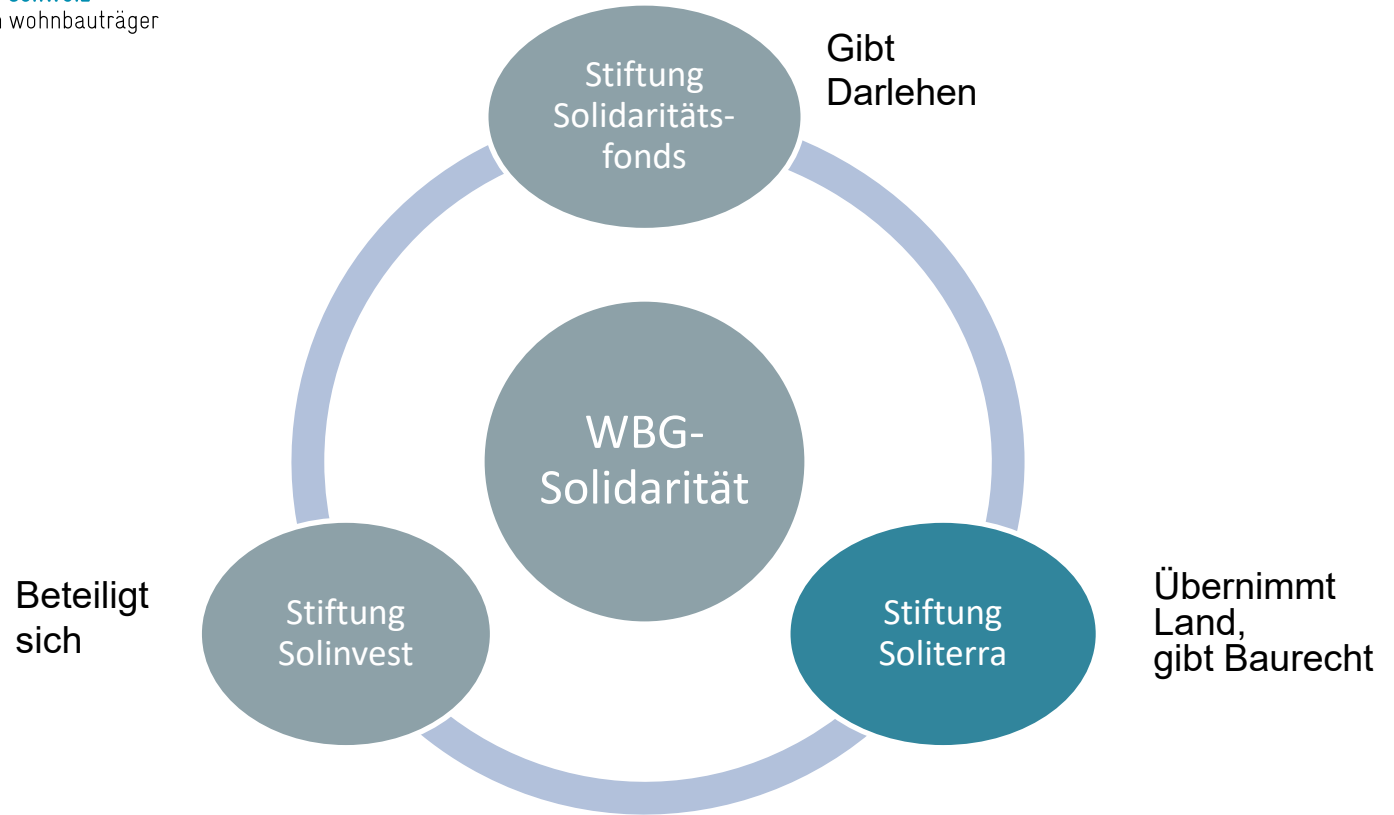 wohnbauträger
Gibt
Darlehen
Stiftung
Solidaritäts-
fonds
WBG-
Solidarität
Beteiligt
sich
Stiftung
Solinvest
Stiftung
Soliterra
Übernimmt
Land,
gibt Baurecht